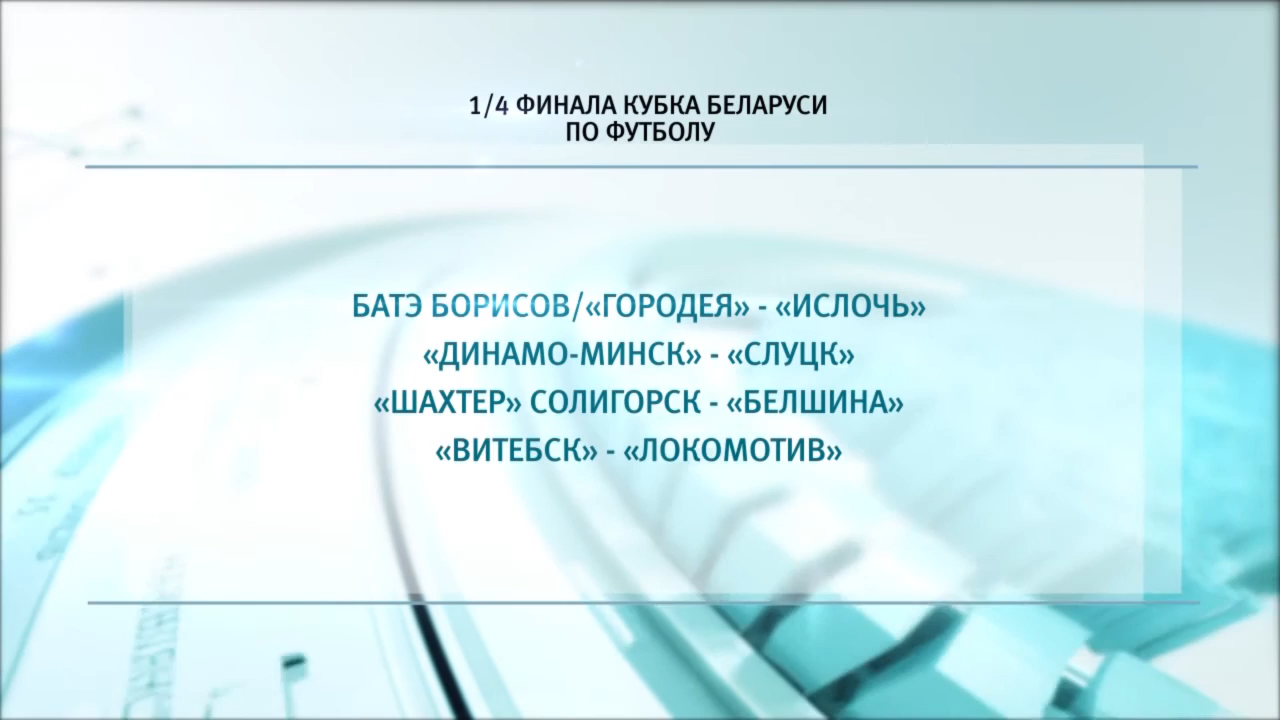 1/4 ФИНАЛА КУБКА БЕЛАРУСИ
ПО ФУТБОЛУ
БАТЭ БОРИСОВ/«ГОРОДЕЯ» - «ИСЛОЧЬ»
«ДИНАМО-МИНСК» - «СЛУЦК»
«ШАХТЕР» СОЛИГОРСК - «БЕЛШИНА»
«ВИТЕБСК» - «ЛОКОМОТИВ»